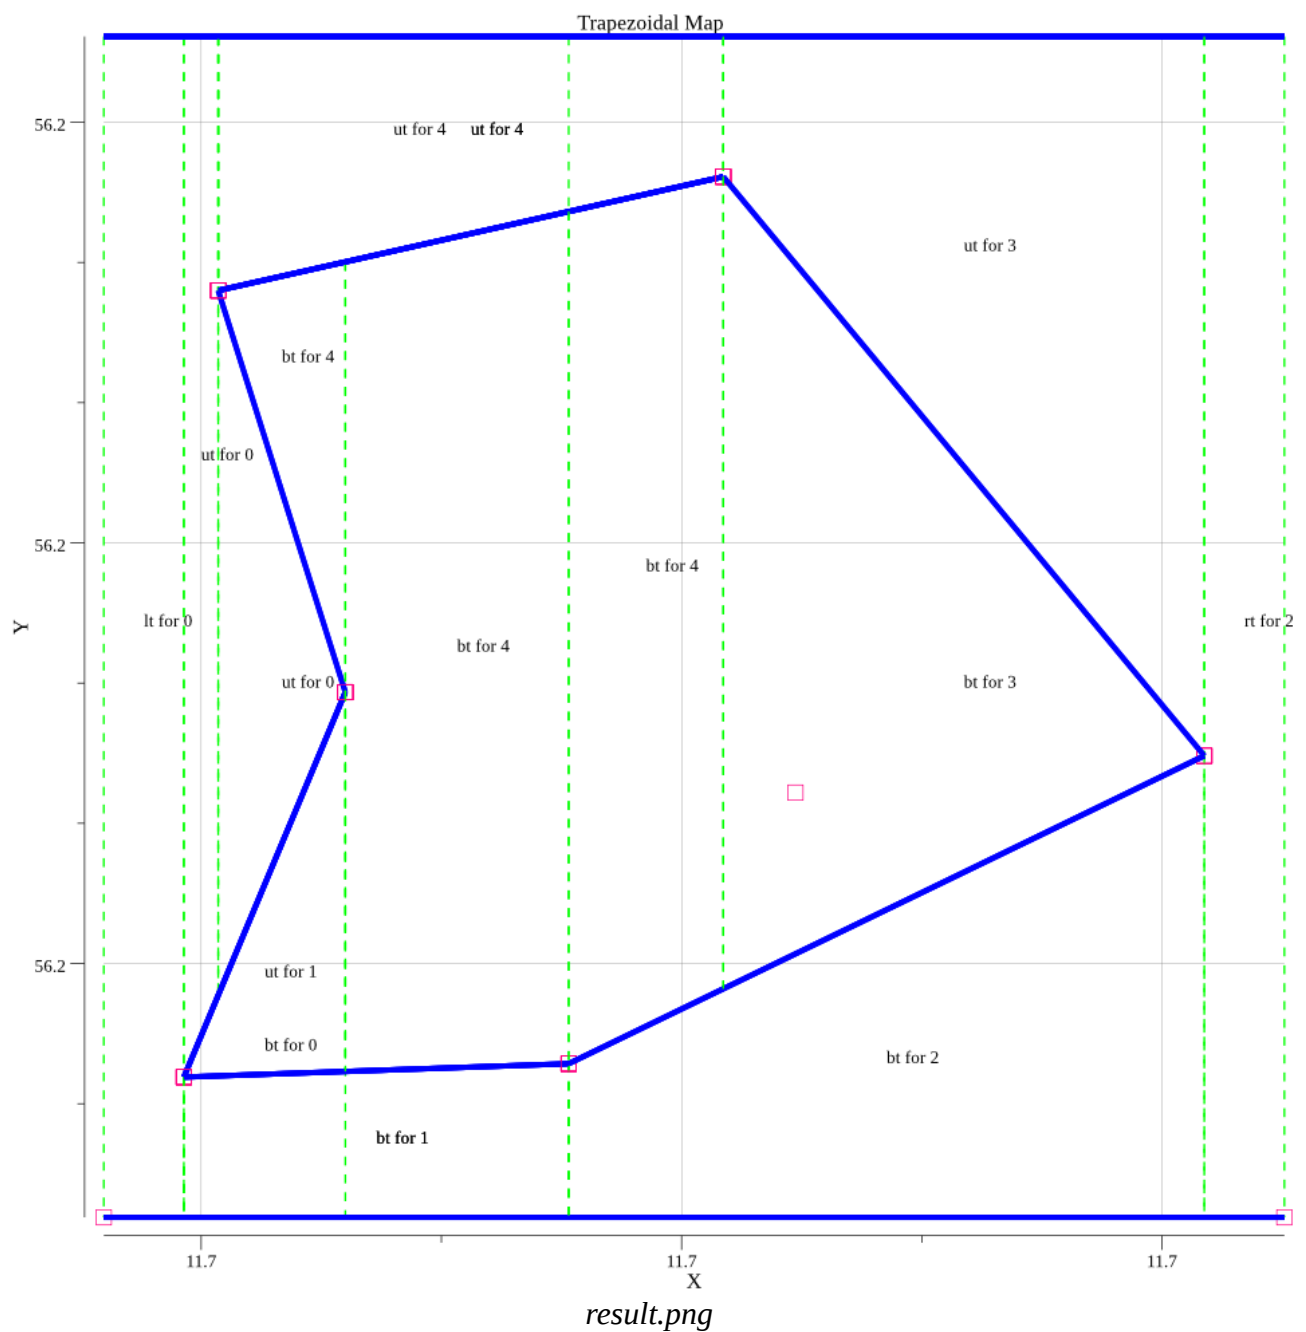 Trapezoidal Map
56.2
ut for 4 ut for 4
ut for 3
bt for 4
ut for 0
56.2
bt for 4
lt for 0
rt for 2
Y
bt for 4
ut for 0
bt for 3
56.2
ut for 1
bt for 0
bt for 2
bt for 1
11.7 11.7 11.7
X
result.png